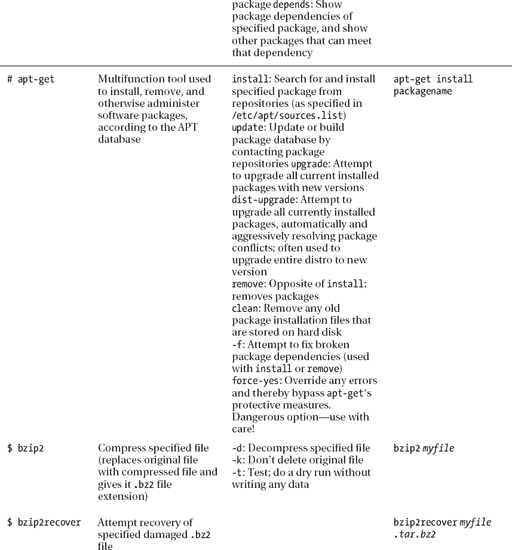 package depends: Show
package dependencies of
specified package, and show
other packages that can meet
that dependency
# apt-get
Multifunction tool used
to install, remove, and
otherwise administer
software packages,
according to the APT
database
install: Search for and install
specified package from
repositories (as specified in
/etc/apt/sources.list)
update: Update or build
package database by
contacting package
repositories upgrade: Attempt
to upgrade all current installed
packages with new versions
dist-upgrade: Attempt to
upgrade all currently installed
packages, automatically and
aggressively resolving package
conflicts; often used to
upgrade entire distro to new
version
remove: Opposite of install;
removes packages
clean: Remove any old
package installation files that
are stored on hard disk
-f: Attempt to fix broken
package dependencies (used
with install or remove)
force-yes: Override any errors
and thereby bypass apt-get's
protective measures.
Dangerous option—use with
care!
apt-get install
packagename
$ bzip2
Compress specified file
(replaces original file
with compressed file and
gives it .bz2 file
extension)
-d: Decompress specified file
-k: Don't delete original file
-t: Test; do a dry run without
writing any data
bzip2 myfile
$ bzip2recover
Attempt recovery of
specified damaged .bz2
file
bzip2recover myfile
.tar.bz2